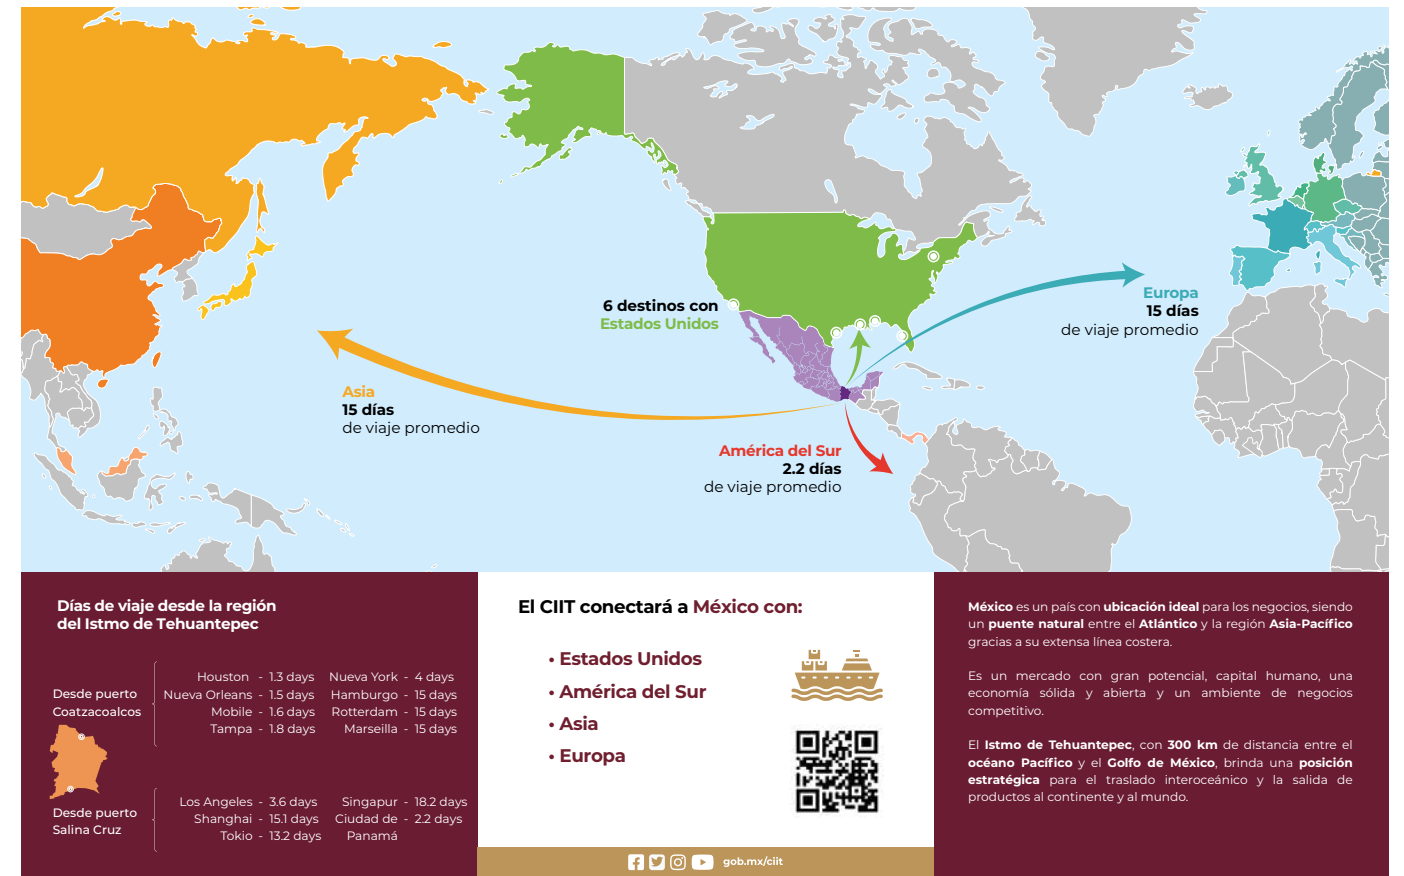 6 destinos con
Estados Unidos
Europa
15 días
de viaje promedio
Asia
15 días
de viaje promedio
América del Sur
2.2 días
de viaje promedio
Días de viaje desde la región
del Istmo de Tehuantepec
Desde puerto
Coatzacoalcos
Houston - 1.3 days Nueva York - 4 days
Nueva Orleans - 1.5 days Hamburgo - 15 days
Mobile - 1.6 days Rotterdam - 15 days
Tampa - 1.8 days Marseilla - 15 days
Desde puerto
Salina Cruz
Los Angeles - 3.6 days Singapur - 18.2 days
Shanghai - 15.1 days Ciudad de - 2.2 days
Tokio - 13.2 days Panamá
El CIIT conectará a México con:
• Estados Unidos
• América del Sur
• Asia
• Europa
gob.mx/ciit
México es un país con ubicación ideal para los negocios, siendo
un puente natural entre el Atlántico y la región Asia-Pacífico
gracias a su extensa línea costera.
Es un mercado con gran potencial, capital humano, una
economía sólida y abierta y un ambiente de negocios
competitivo.
El Istmo de Tehuantepec, con 300 km de distancia entre el
océano Pacífico y el Golfo de México, brinda una posición
estratégica para el traslado interoceánico y la salida de
productos al continente y al mundo.